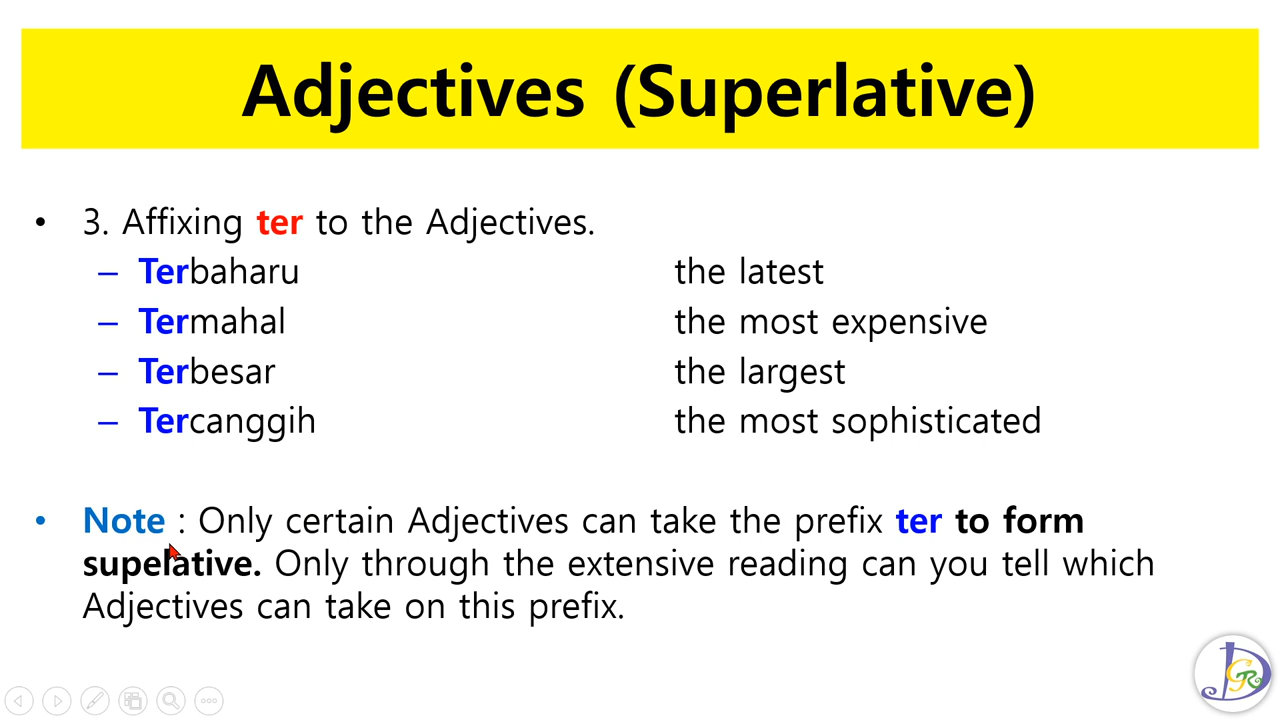 Adjectives (Superlative)
• 3. Affixing ter to the Adjectives.
– Terbaharu the latest
– Termahal the most expensive
– Terbesar the largest
– Tercanggih the most sophisticated
• Note : Only certain Adjectives can take the prefix ter to form
supelative. Only through the extensive reading can you tell which
Adjectives can take on this prefix.